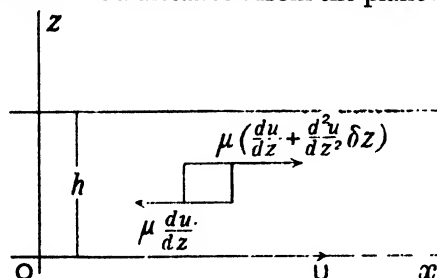 z
μ(du/dz + d²u/dz² δz)
h
μ du/dz
O U x